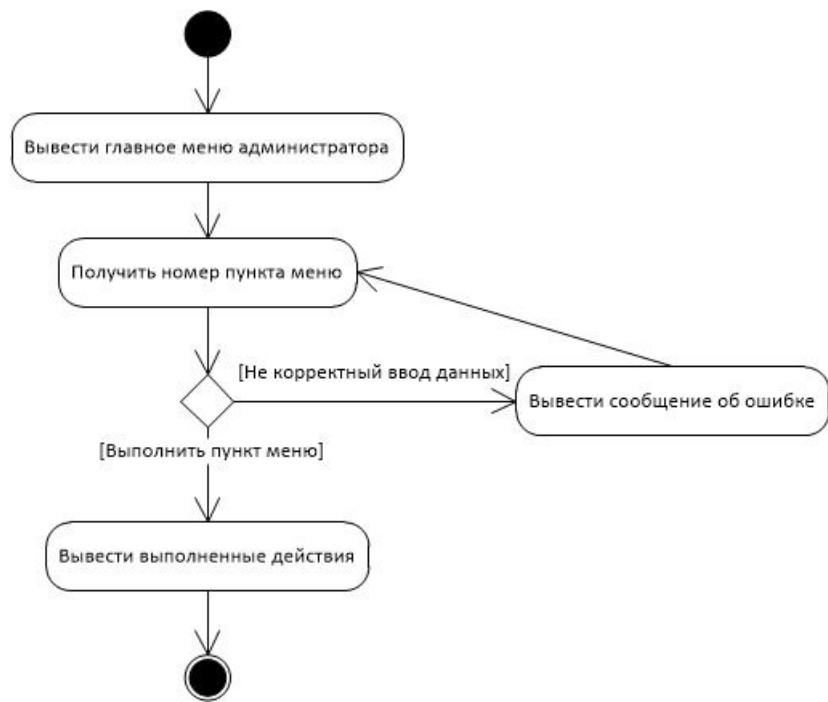 Вывести главное меню администратора
Получить номер пункта меню
[Не корректный ввод данных]
Вывести сообщение об ошибке
[Выполнить пункт меню]
Вывести выполненные действия